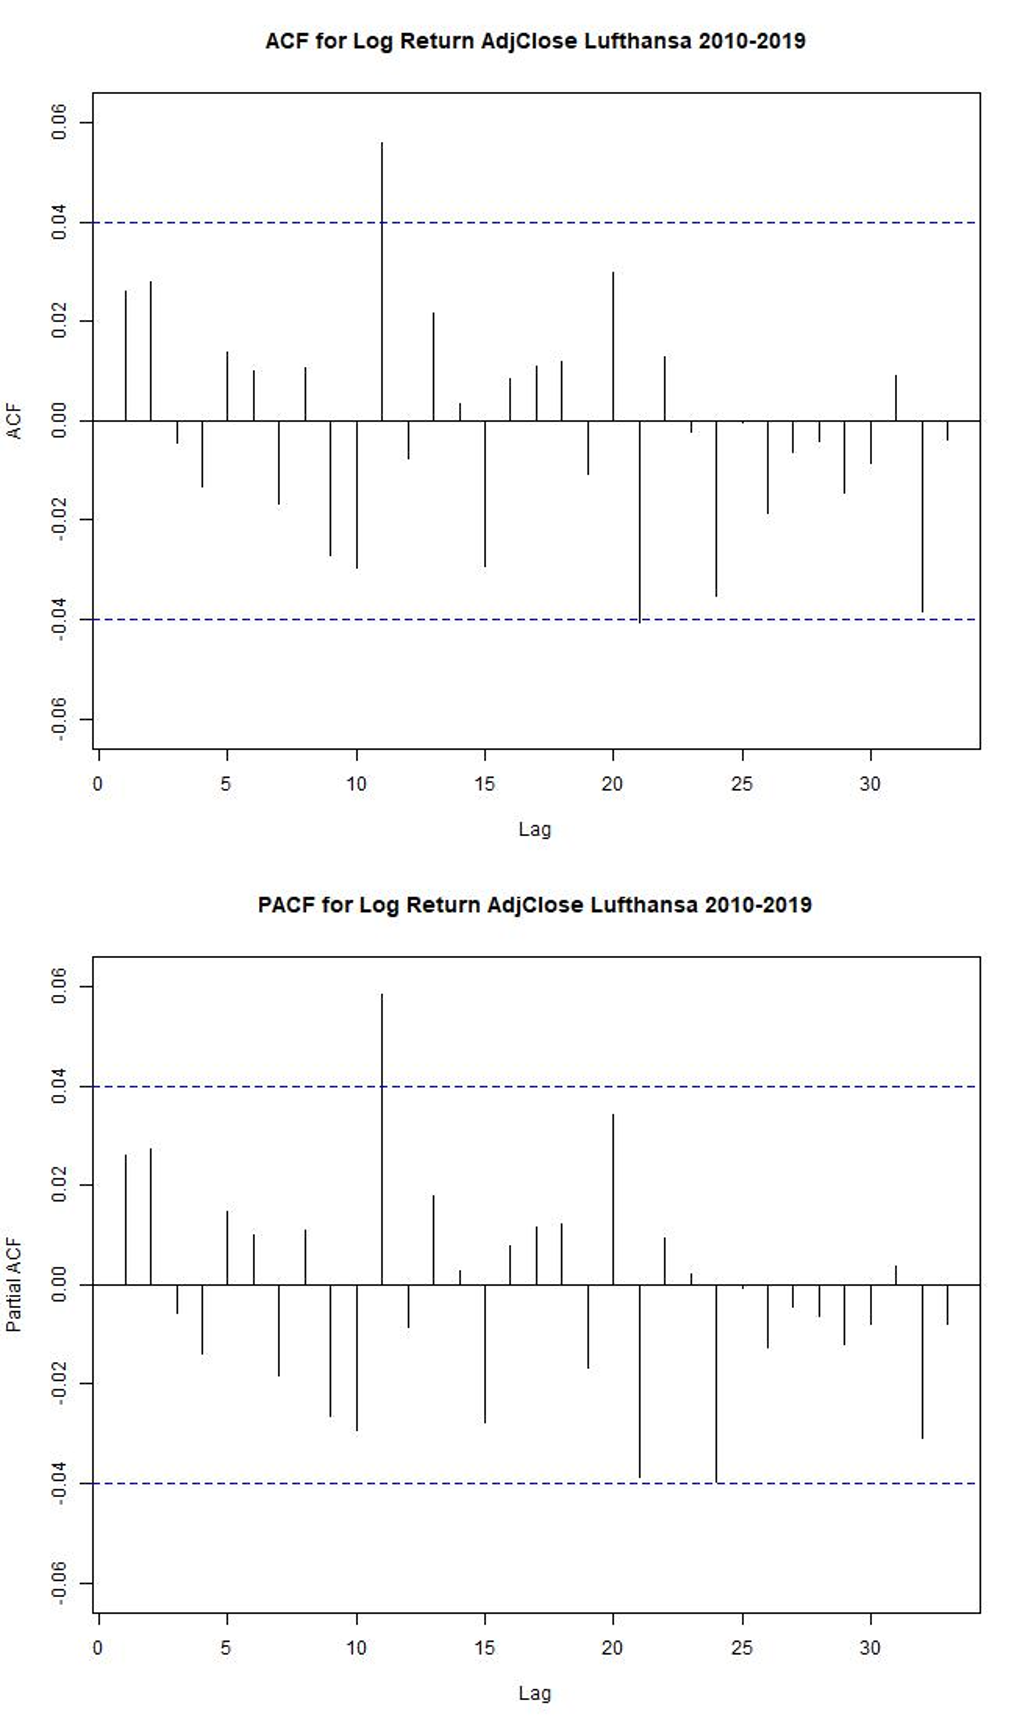 ACF for Log Return AdjClose Lufthansa 2010-2019
0.06
0.04
0.02
0.00
-0.02
-0.04
-0.06
ACF
0 5 10 15 20 25 30
Lag
PACF for Log Return AdjClose Lufthansa 2010-2019
0.06
0.04
0.02
0.00
-0.02
-0.04
-0.06
Partial ACF
0 5 10 15 20 25 30
Lag